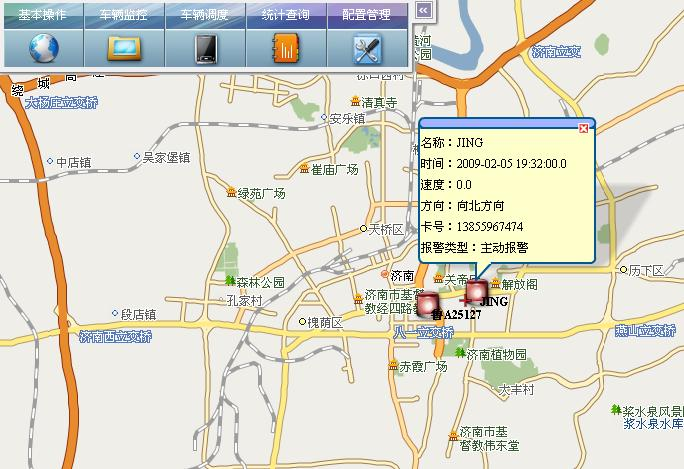 基本操作 车辆监控 车辆调度 统计查询 配置管理
绕城高速
大杨庄立交桥
济南立交
清真寺
安乐镇
吴家堡镇
中店镇
崔庙广场
绿苑广场
名称：JING
时间：2009-02-05 19:32:00.0
速度：0.0
方向：向北方向
卡号：13855967474
报警类型：主动报警
天桥区
济南
关帝
解放阁
历下区
森林公园
孔家村
济南市基督
教经四路教
JING
鲁A25127
段店镇
槐荫区
济南西立交桥
八一立交桥
燕山立交桥
济南植物园
赤霞广场
大丰村
浆水泉风景
浆水泉水库
济南市基
督教伟东堂